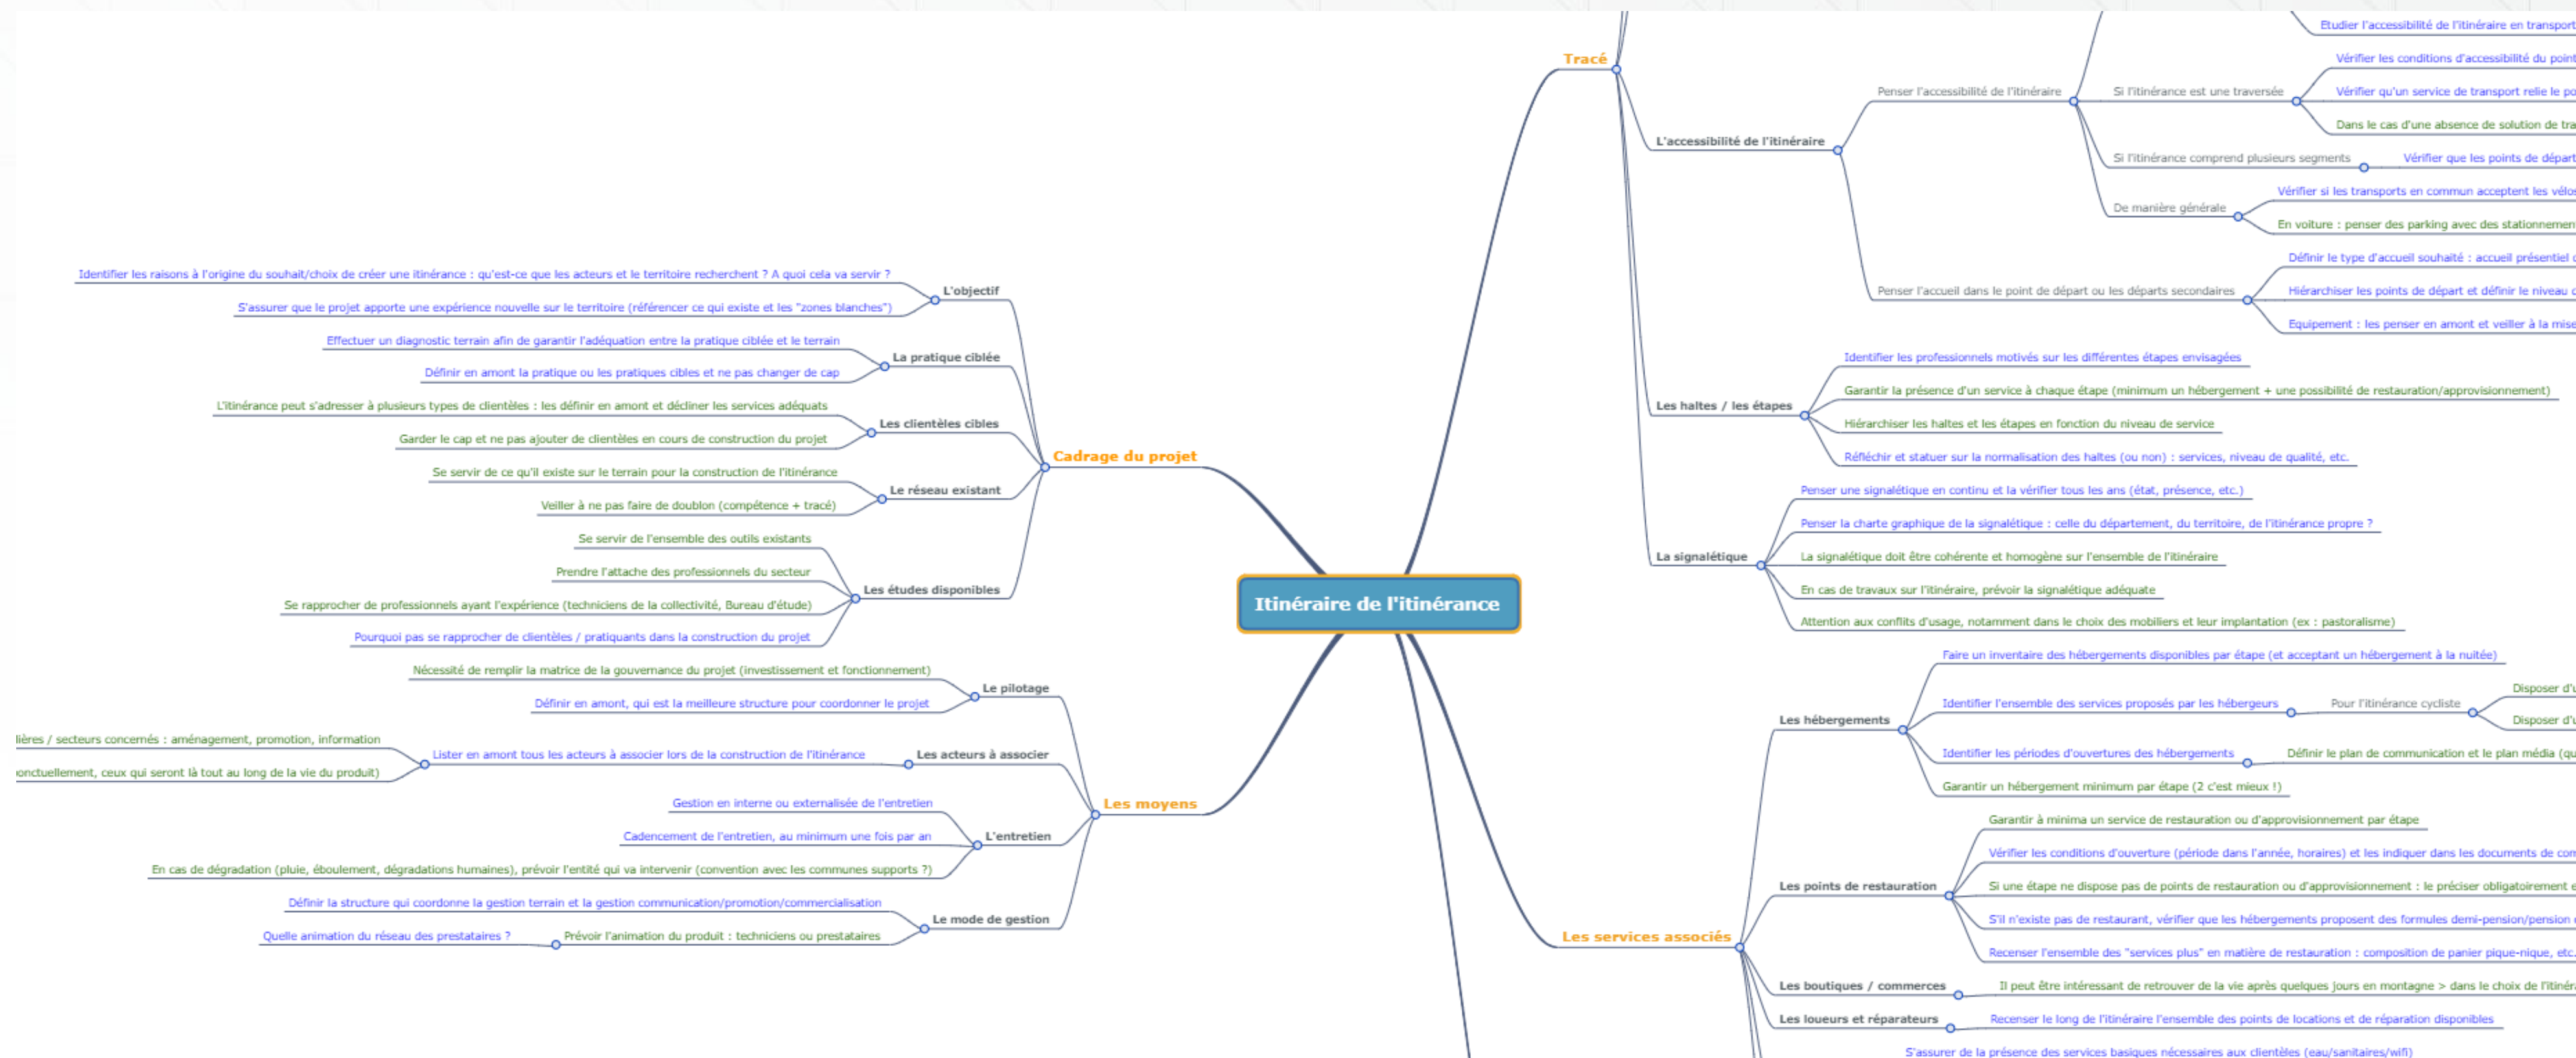 Itinéraire de l'itinérance
Cadrage du projet
L'objectif
Identifier les raisons à l'origine du souhait/choix de créer une itinérance : qu'est-ce que les acteurs et le territoire recherchent ? A quoi cela va servir ?
S'assurer que le projet apporte une expérience nouvelle sur le territoire (référencer ce qui existe et les "zones blanches")
La pratique ciblée
Effectuer un diagnostic terrain afin de garantir l'adéquation entre la pratique ciblée et le terrain
Définir en amont la pratique ou les pratiques cibles et ne pas changer de cap
Les clientèles cibles
L'itinérance peut s'adresser à plusieurs types de clientèles : les définir en amont et décliner les services adéquats
Garder le cap et ne pas ajouter de clientèles en cours de construction du projet
Le réseau existant
Se servir de ce qu'il existe sur le terrain pour la construction de l'itinérance
Veiller à ne pas faire de doublon (compétence + tracé)
Les études disponibles
Se servir de l'ensemble des outils existants
Prendre l'attache des professionnels du secteur
Se rapprocher de professionnels ayant l'expérience (techniciens de la collectivité, Bureau d'étude)
Pourquoi pas se rapprocher de clientèles / pratiquants dans la construction du projet
Les moyens
Le pilotage
Nécessité de remplir la matrice de la gouvernance du projet (investissement et fonctionnement)
Définir en amont, qui est la meilleure structure pour coordonner le projet
Les acteurs à associer
Lister en amont tous les acteurs à associer lors de la construction de l'itinérance
/ secteurs concernés : aménagement, promotion, information
ceux qui seront là tout au long de la vie du produit)
L'entretien
Gestion en interne ou externalisée de l'entretien
Cadencement de l'entretien, au minimum une fois par an
En cas de dégradation (pluie, éboulement, dégradations humaines), prévoir l'entité qui va intervenir (convention avec les communes supports ?)
Le mode de gestion
Définir la structure qui coordonne la gestion terrain et la gestion communication/promotion/commercialisation
Prévoir l'animation du produit : techniciens ou prestataires
Quelle animation du réseau des prestataires ?
Tracé
Etudier l'accessibilité de l'itinéraire en transport
L'accessibilité de l'itinéraire
Penser l'accessibilité de l'itinéraire
Si l'itinérance est une traversée
Vérifier les conditions d'accessibilité du point
Vérifier qu'un service de transport relie le
Dans le cas d'une absence de solution de
Si l'itinérance comprend plusieurs segments
Vérifier que les points de départ
De manière générale
Vérifier si les transports en commun acceptent les vélos
En voiture : penser des parking avec des
Penser l'accueil dans le point de départ ou les départs secondaires
Définir le type d'accueil souhaité : accueil présentiel
Hiérarchiser les points de départ et définir le niveau
Equipement : les penser en amont et veiller à la mise
Les haltes / les étapes
Identifier les professionnels motivés sur les différentes étapes envisagées
Garantir la présence d'un service à chaque étape (minimum un hébergement + une possibilité de restauration/approvisionnement)
Hiérarchiser les haltes et les étapes en fonction du niveau de service
Réfléchir et statuer sur la normalisation des haltes (ou non) : services, niveau de qualité, etc.
La signalétique
Penser une signalétique en continu et la vérifier tous les ans (état, présence, etc.)
Penser la charte graphique de la signalétique : celle du département, du territoire, de l'itinérance propre ?
La signalétique doit être cohérente et homogène sur l'ensemble de l'itinéraire
En cas de travaux sur l'itinéraire, prévoir la signalétique adéquate
Attention aux conflits d'usage, notamment dans le choix des mobiliers et leur implantation (ex : pastoralisme)
Les services associés
Les hébergements
Faire un inventaire des hébergements disponibles par étape (et acceptant un hébergement à la nuitée)
Identifier l'ensemble des services proposés par les hébergeurs
Pour l'itinérance cycliste
Disposer
Disposer
Identifier les périodes d'ouvertures des hébergements
Définir le plan de communication et le plan média
Garantir un hébergement minimum par étape (2 c'est mieux !)
Les points de restauration
Garantir à minima un service de restauration ou d'approvisionnement par étape
Vérifier les conditions d'ouverture (période dans l'année, horaires) et les indiquer dans les documents de
Si une étape ne dispose pas de points de restauration ou d'approvisionnement : le préciser obligatoirement
S'il n'existe pas de restaurant, vérifier que les hébergements proposent des formules demi-pension/pension
Recenser l'ensemble des "services plus" en matière de restauration : composition de panier pique-nique, etc.
Les boutiques / commerces
Il peut être intéressant de retrouver de la vie après quelques jours en montagne > dans le choix de
Les loueurs et réparateurs
Recenser le long de l'itinéraire l'ensemble des points de locations et de réparation disponibles
S'assurer de la présence des services basiques nécessaires aux clientèles (eau/sanitaires/wifi)